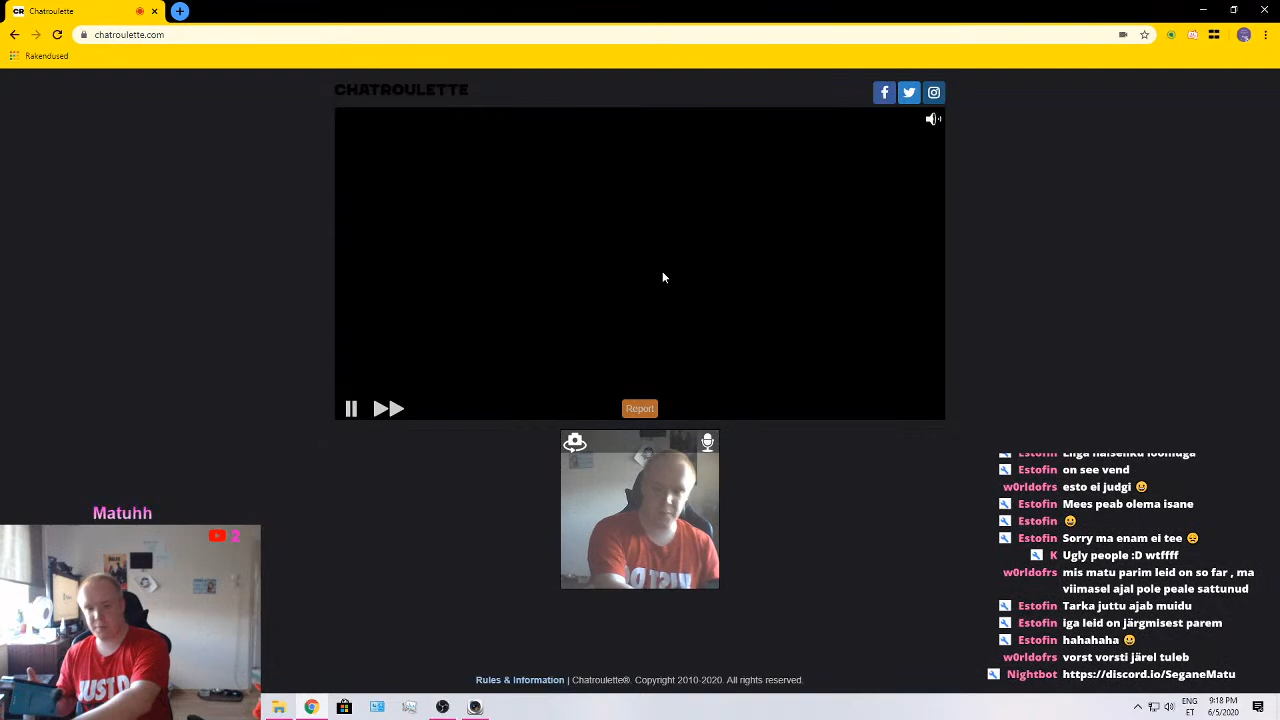 Chatroulette
chatroulette.com
Rakendused
CHATROULETTE
Report
Matuhh
2
JUST D
Estofin on see vend
w0rldofrs esto ei judgi 😀
Estofin Mees peab olema isane
Estofin 😀
Estofin Sorry ma enam ei tee 😣
K Ugly people :D wtffff
w0rldofrs mis matu parim leid on so far , ma
viimasel ajal pole peale sattunud
Estofin Tarka juttu ajab muidu
Estofin iga leid on järgmisest parem
Estofin hahahaha 😀
w0rldofrs vorst vorsti järel tuleb
Nightbot https://discord.io/SeganeMatu
Rules & Information | Chatroulette®. Copyright 2010-2020. All rights reserved.
ENG
ET
9:18 PM
6/5/2020